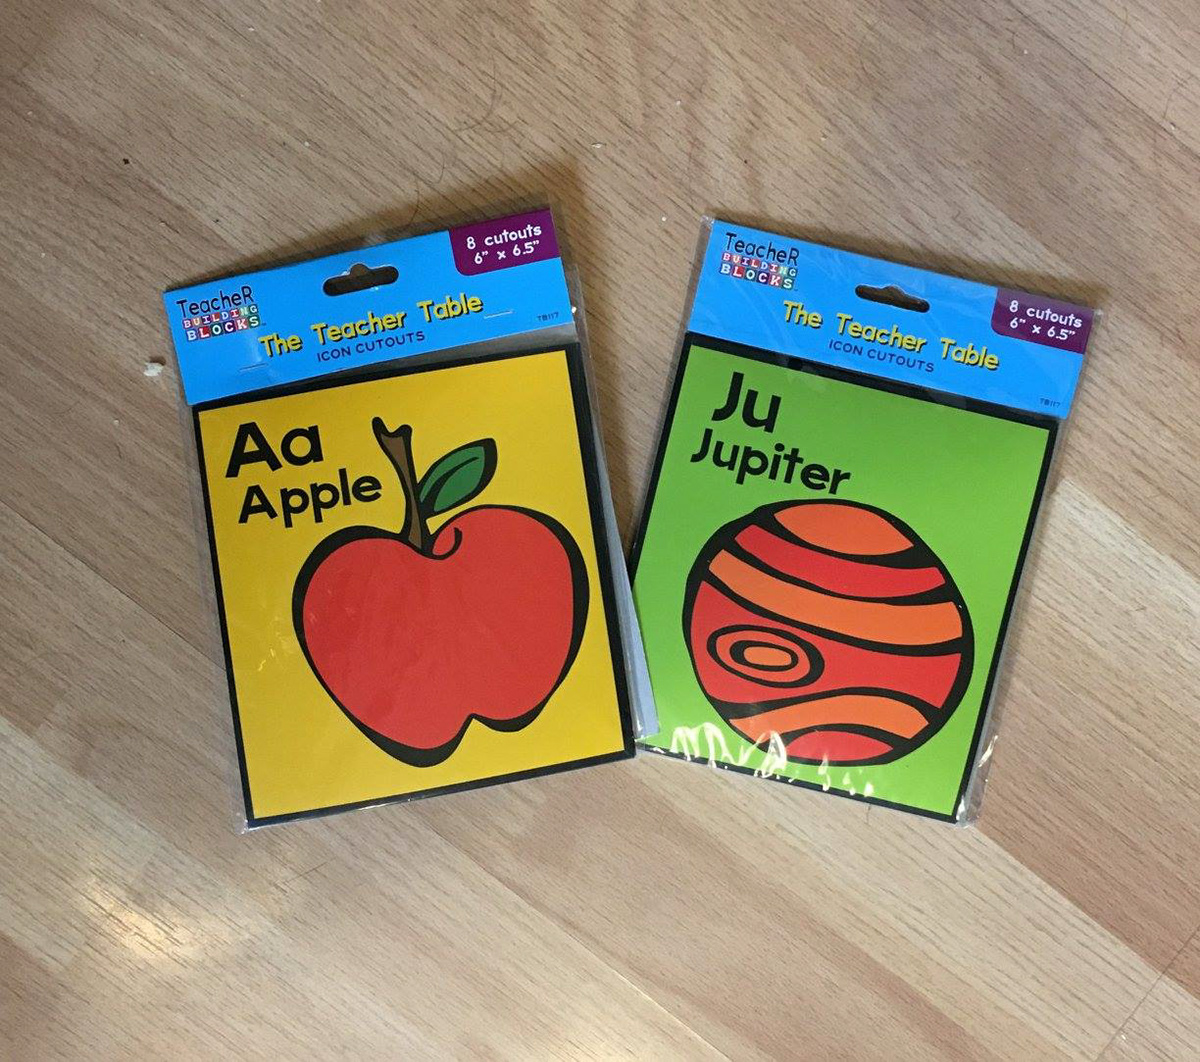 TeacheR
BUILDING
BLOCKS
The Teacher Table
ICON CUTOUTS
8 cutouts
6" x 6.5"
TB117
Aa
Apple
TeacheR
BUILDING
BLOCKS
The Teacher Table
ICON CUTOUTS
8 cutouts
6" x 6.5"
TB117
Ju
Jupiter